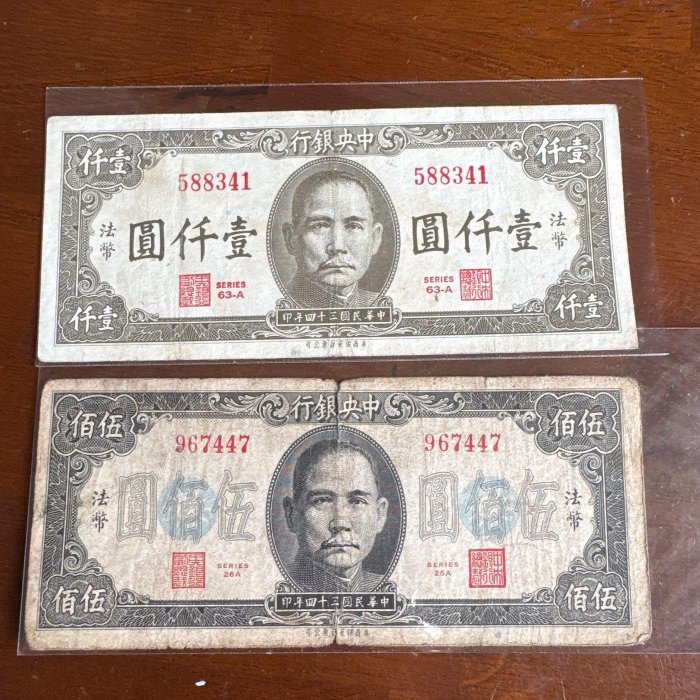 中央銀行
壹仟
壹仟
588341
588341
法幣
壹仟圓
壹仟圓
法幣
SERIES
63-A
SERIES
63-A
壹仟
壹仟
中華民國三十四年印
中央銀行
伍佰
伍佰
967447
967447
法幣
伍佰圓
伍佰圓
法幣
SERIES
SERIES
伍佰
伍佰
中華民國三十四年印